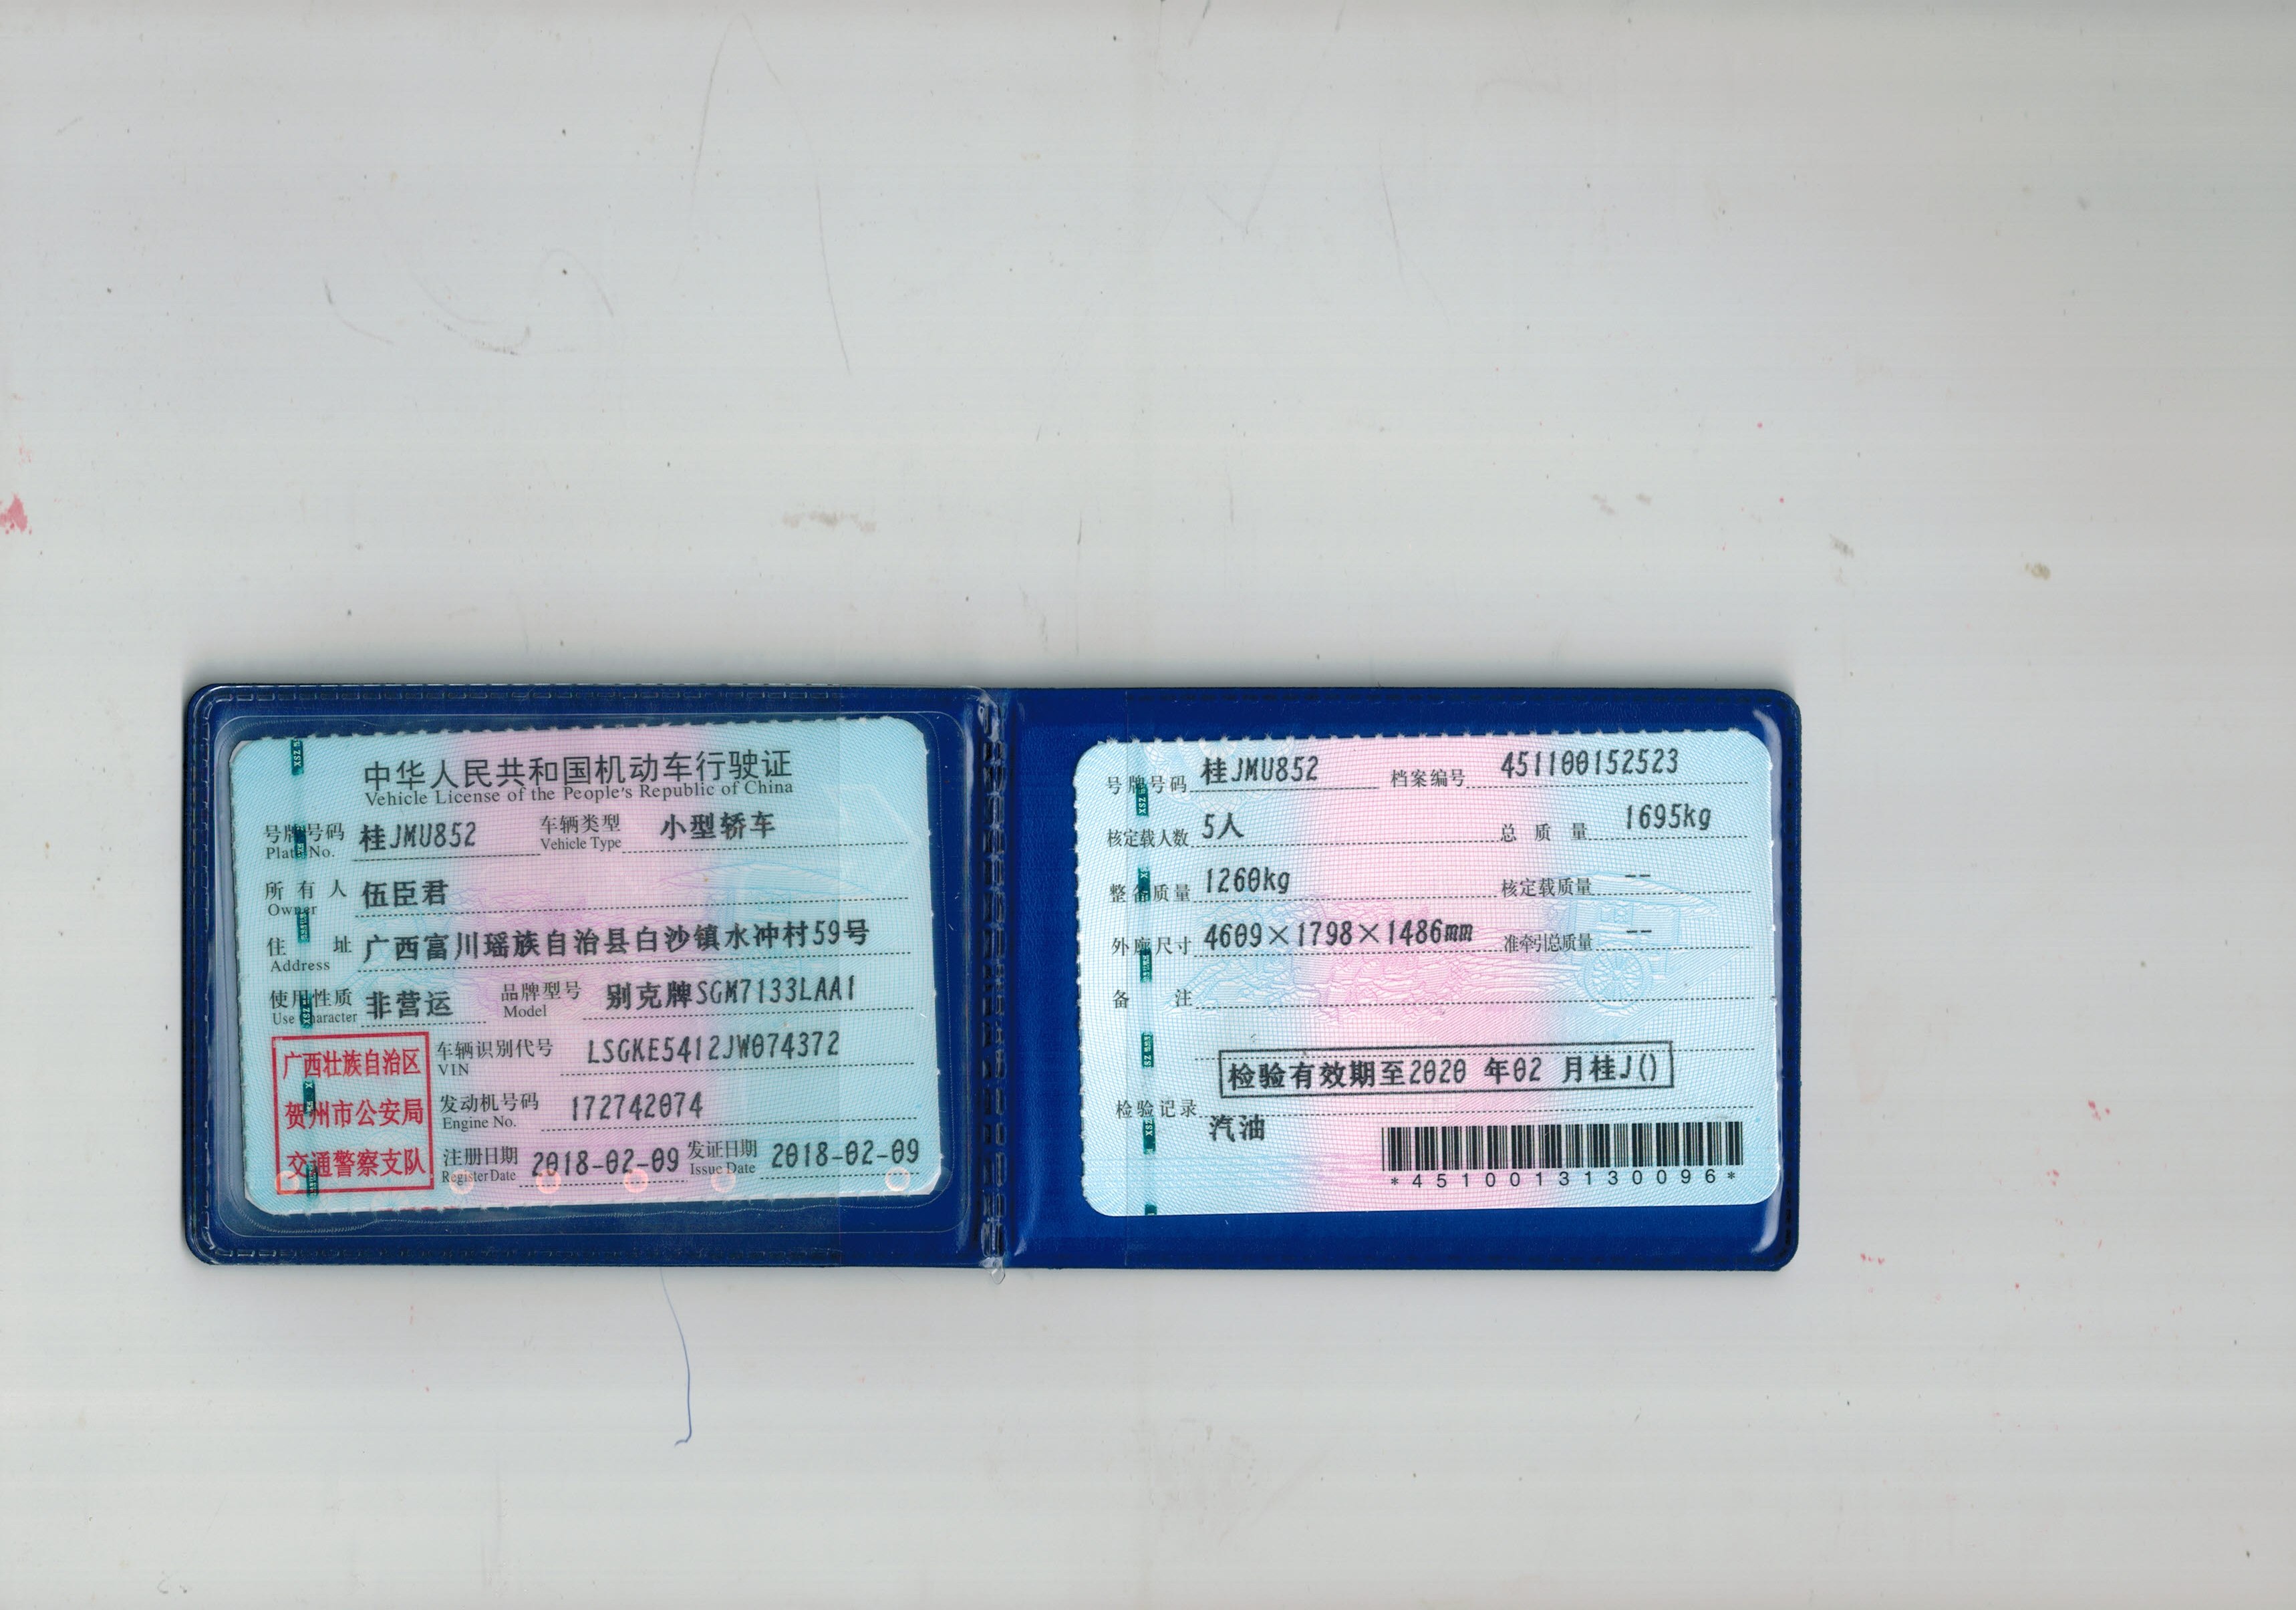 中华人民共和国机动车行驶证
Vehicle License of the People's Republic of China
号牌号码 桂JMU852 车辆类型 小型轿车
Plate No. Vehicle Type
所有人 伍臣君
Owner
住址 广西富川瑶族自治县白沙镇水冲村59号
Address
使用性质 非营运 品牌型号 别克牌SGM7133LAA1
Use Character Model
广西壮族自治区
贺州市公安局
交通警察支队
车辆识别代号 LSGKE5412JW074372
VIN
发动机号码 172742074
Engine No.
注册日期 2018-02-09 发证日期 2018-02-09
Register Date Issue Date
号牌号码 桂JMU852 档案编号 451100152523
核定载人数 5人 总质量 1695kg
整备质量 1260kg 核定载质量 --
外廓尺寸 4609×1798×1486mm 准牵引总质量 --
备注
检验有效期至2020 年02 月桂J()
检验记录
汽油
*4510013130096*